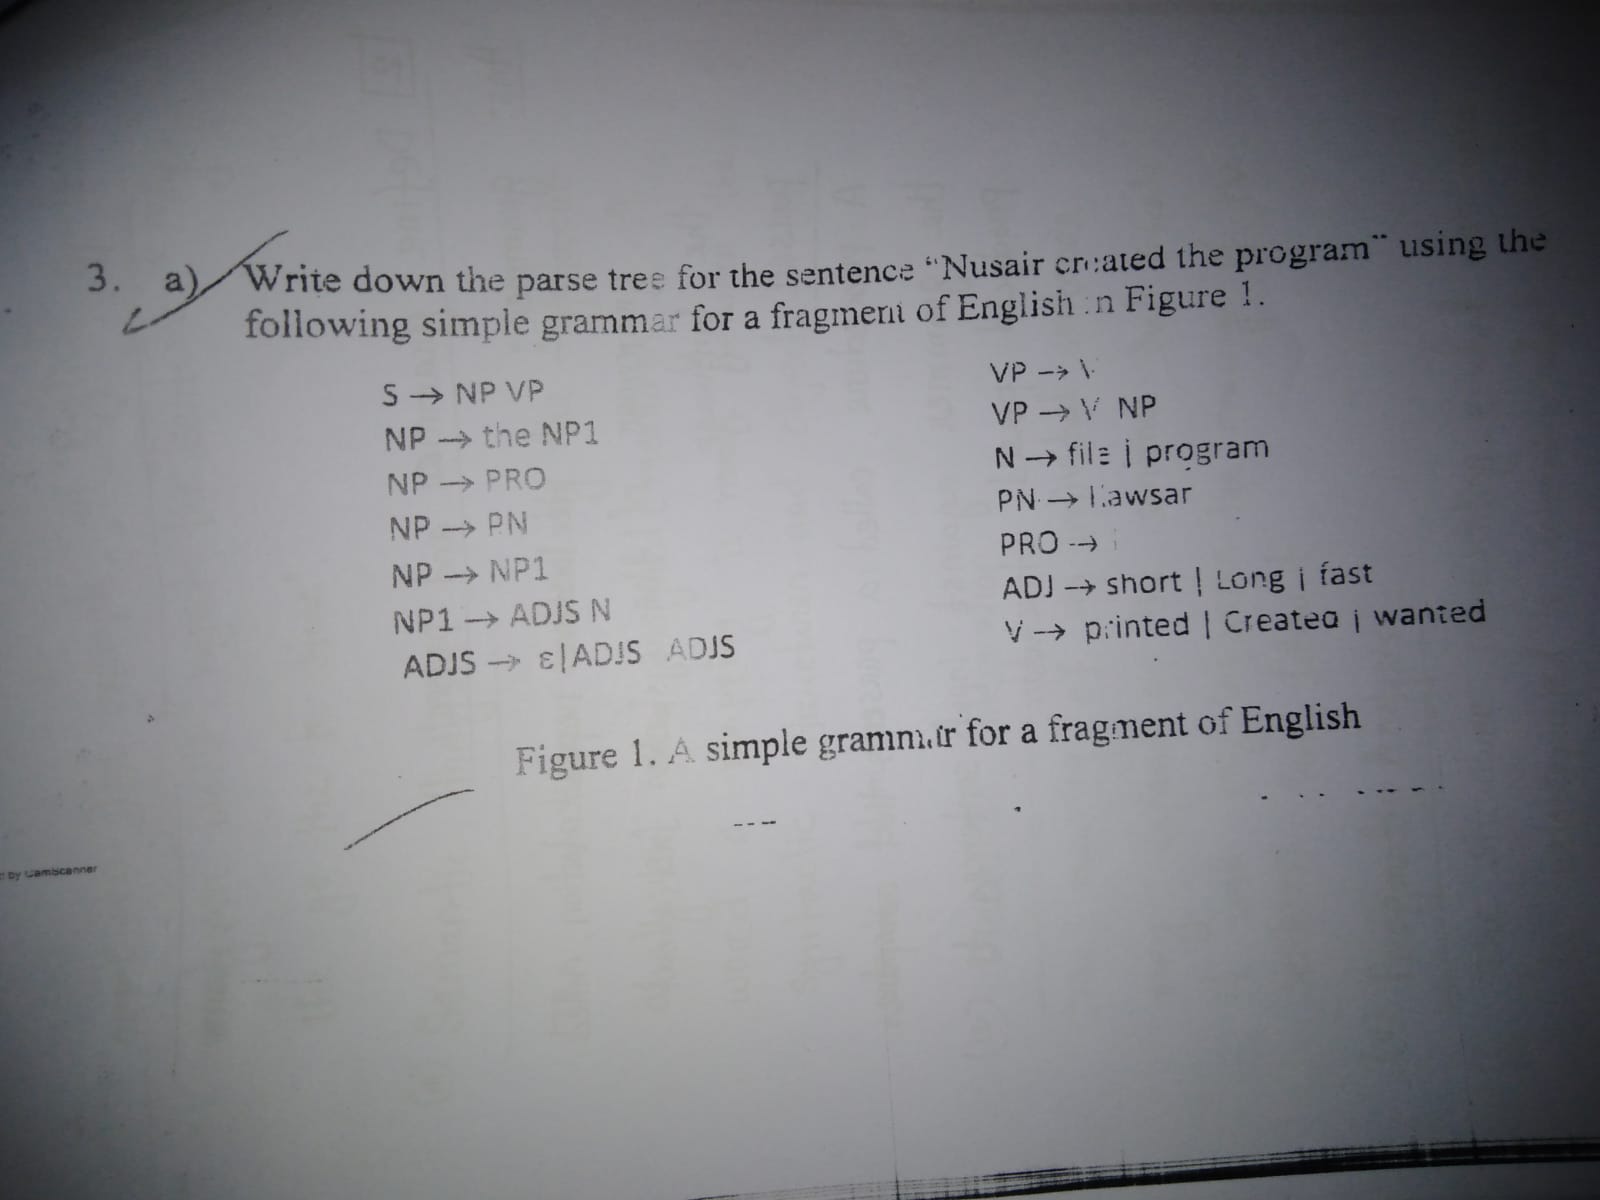 3. a) Write down the parse tree for the sentence “Nusair created the program” using the
following simple grammar for a fragment of English in Figure 1.
S → NP VP
NP → the NP1
NP → PRO
NP → PN
NP → NP1
NP1 → ADJS N
ADJS → ε|ADJS ADJS
VP → V
VP → V NP
N → file | program
PN → Kawsar
PRO →
ADJ → short | Long | fast
V → printed | Created | wanted
Figure 1. A simple grammar for a fragment of English
by CamScanner